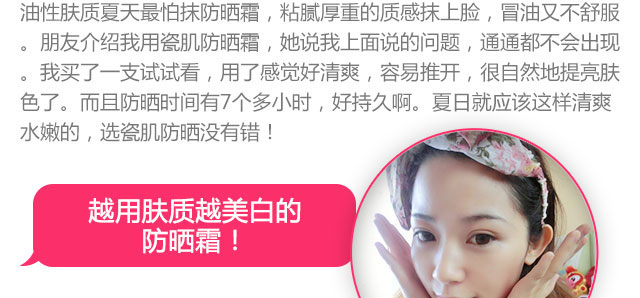 油性肤质夏天最怕抹防晒霜，粘腻厚重的质感抹上脸，冒油又不舒服
。朋友介绍我用瓷肌防晒霜，她说我上面说的问题，通通都不会出现
。我买了一支试试看，用了感觉好清爽，容易推开，很自然地提亮肤
色了。而且防晒时间有7个多小时，好持久啊。夏日就应该这样清爽
水嫩的，选瓷肌防晒没有错！
越用肤质越美白的
防晒霜！